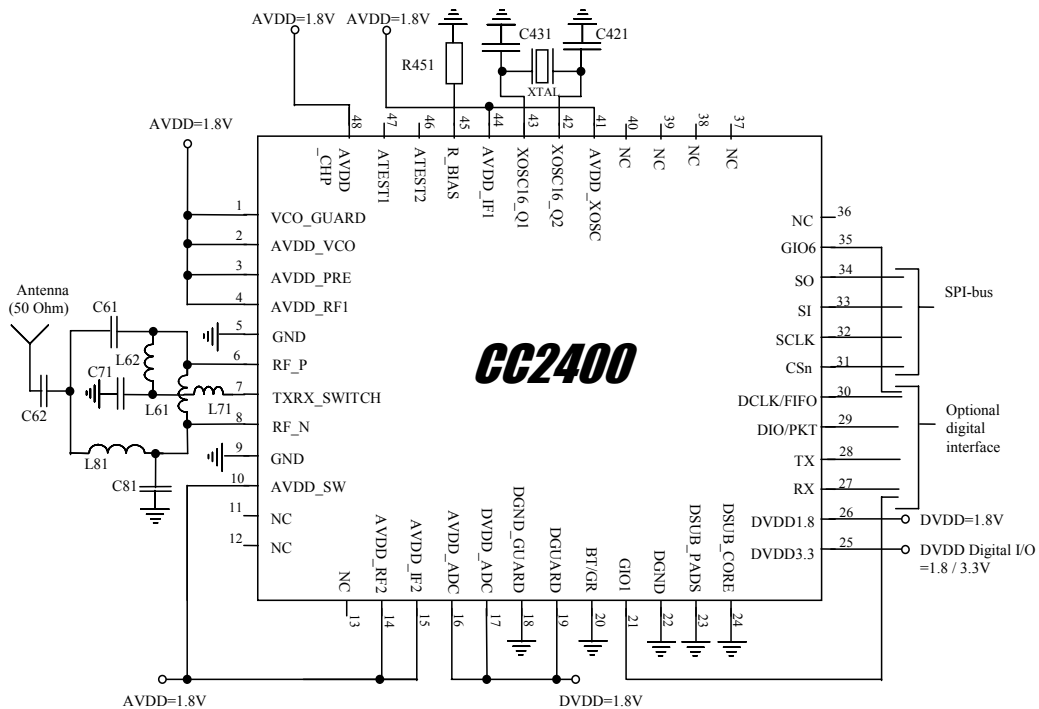 AVDD=1.8V
AVDD=1.8V
C431
C421
R451
XTAL
AVDD=1.8V
48
47
46
45
44
43
42
41
40
39
38
37
AVDD
_CHP
ATEST1
ATEST2
R_BIAS
AVDD_IF1
XOSC16_Q1
XOSC16_Q2
AVDD_XOSC
NC
NC
NC
NC
1
VCO_GUARD
2
AVDD_VCO
3
AVDD_PRE
4
AVDD_RF1
5
GND
6
RF_P
7
TXRX_SWITCH
8
RF_N
9
GND
10
AVDD_SW
11
NC
12
NC
Antenna
(50 Ohm)
C61
L62
C71
L61
L71
C62
L81
C81
CC2400
NC
36
GIO6
35
SO
34
SI
33
SCLK
32
CSn
31
DCLK/FIFO
30
DIO/PKT
29
TX
28
RX
27
DVDD1.8
26
DVDD3.3
25
SPI-bus
Optional
digital
interface
DVDD=1.8V
DVDD Digital I/O
=1.8 / 3.3V
NC
AVDD_RF2
AVDD_IF2
AVDD_ADC
DVDD_ADC
DGND_GUARD
DGUARD
BT/GR
GIO1
DGND
DSUB_PADS
DSUB_CORE
13
14
15
16
17
18
19
20
21
22
23
24
AVDD=1.8V
DVDD=1.8V